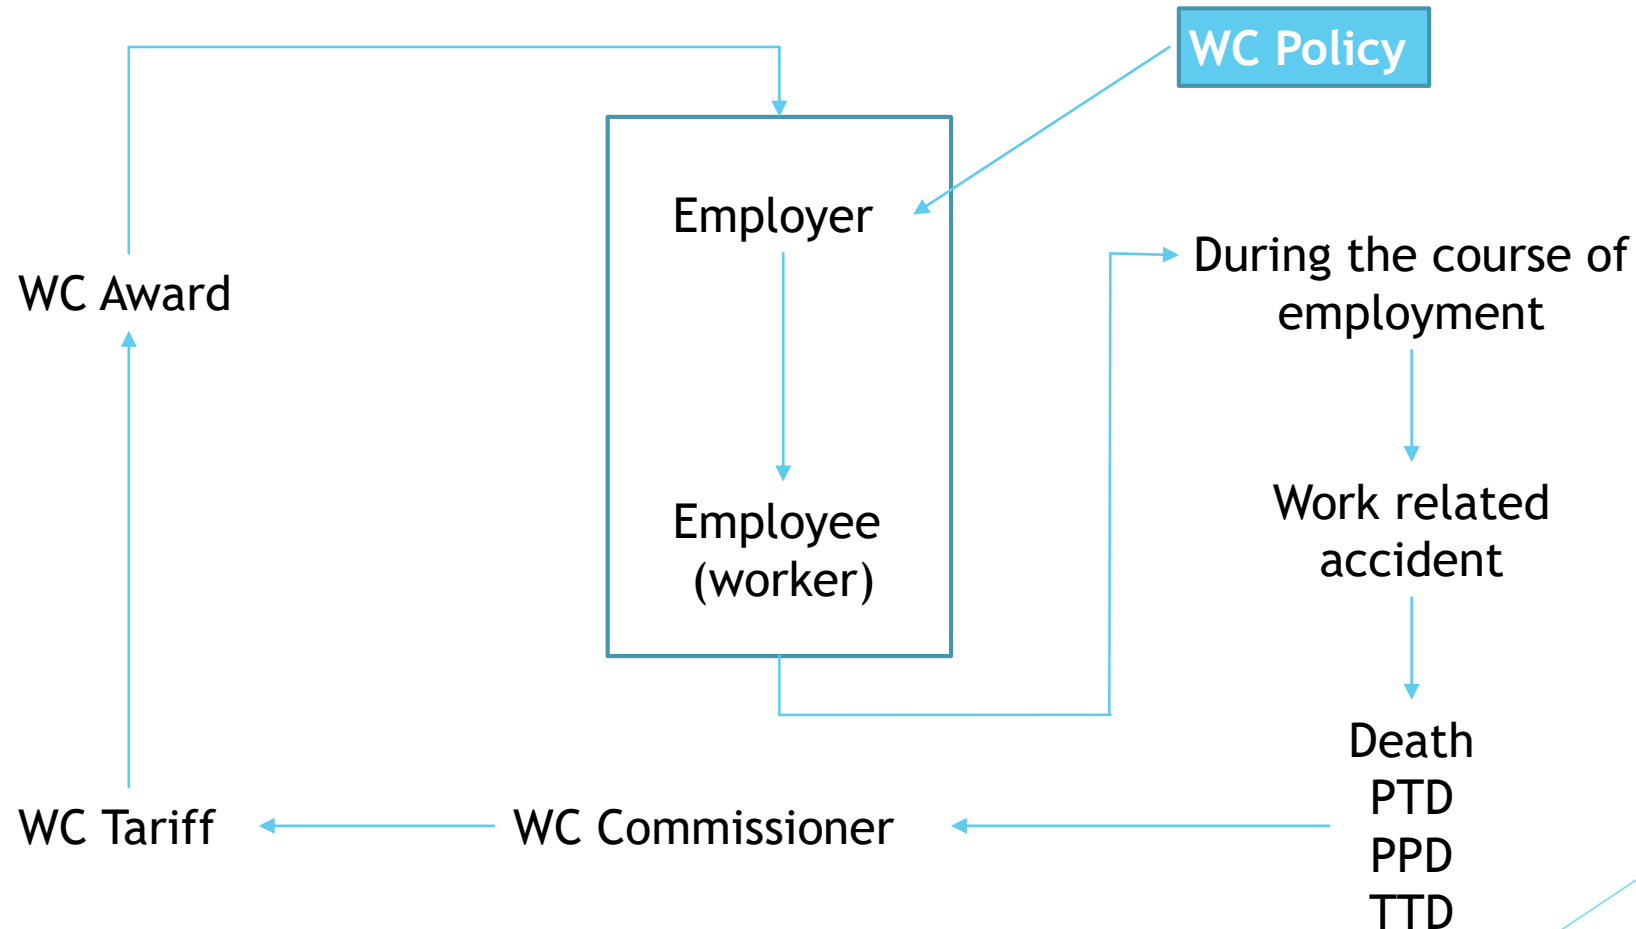 WC Policy
Employer
During the course of
employment
WC Award
Work related
accident
Employee
(worker)
Death
PTD
PPD
TTD
WC Commissioner
WC Tariff